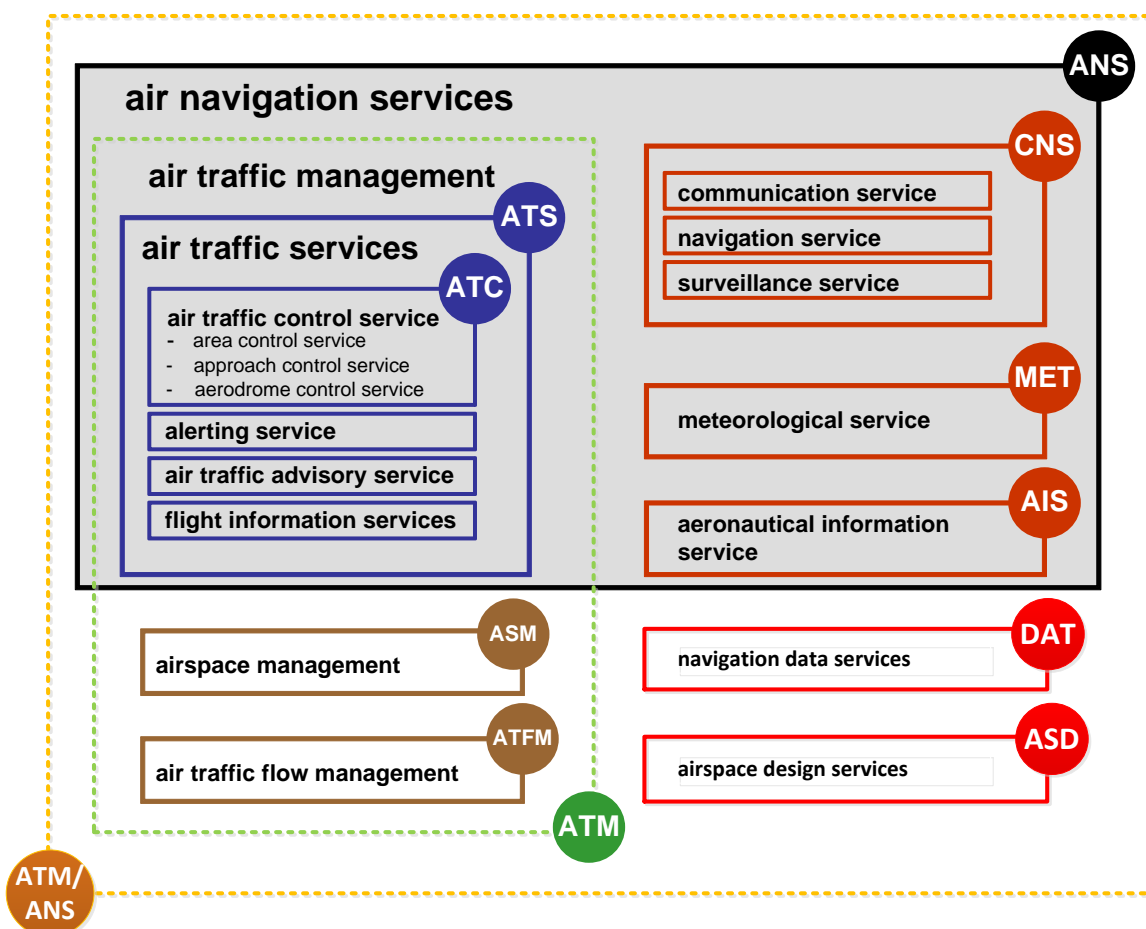 ANS
air navigation services
CNS
air traffic management
communication service
ATS
navigation service
air traffic services
surveillance service
ATC
air traffic control service
- area control service
- approach control service
- aerodrome control service
MET
meteorological service
alerting service
air traffic advisory service
AIS
flight information services
aeronautical information
service
ASM
airspace management
DAT
navigation data services
ATFM
air traffic flow management
ASD
airspace design services
ATM
ATM/
ANS